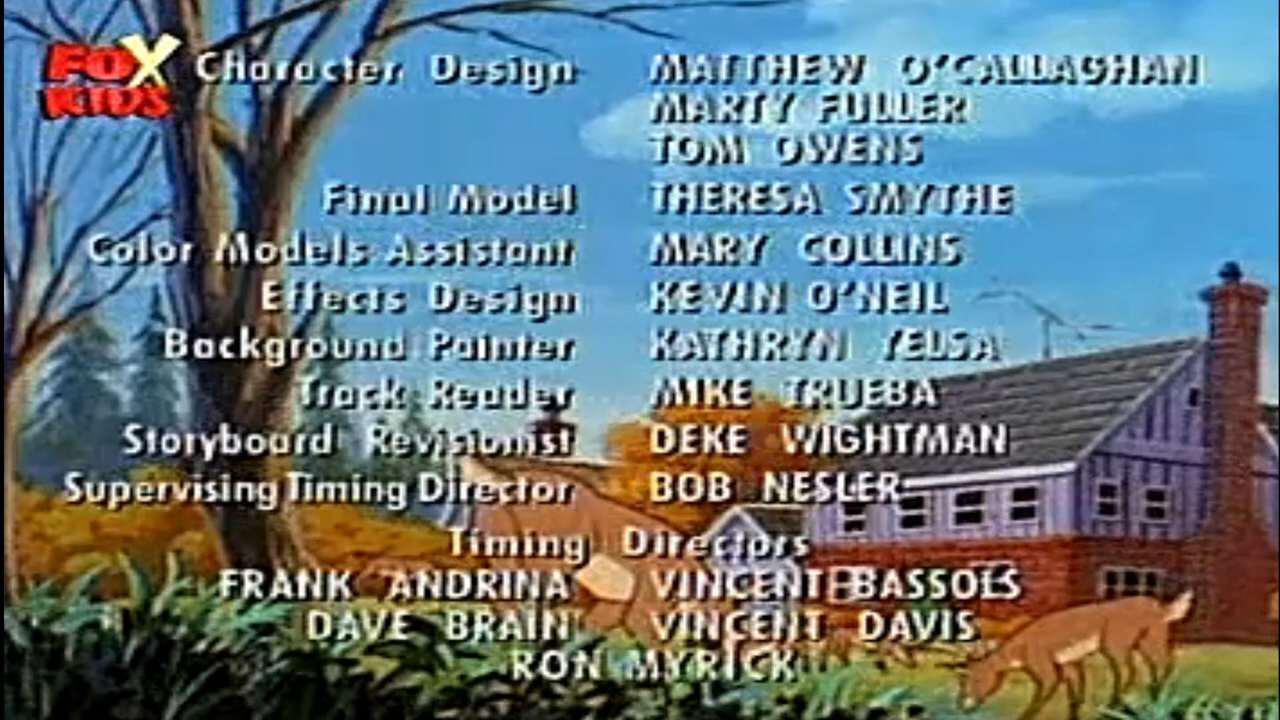 FOX
KIDS
Character Design MATTHEW O'CALLAGHAN
MARTY FULLER
TOM OWENS
Final Model THERESA SMYTHE
Color Models Assistant MARY COLLINS
Effects Design KEVIN O'NEIL
Background Painter KATHRYN YELSA
Track Reader MIKE TRUEBA
Storyboard Revisionist DEKE WIGHTMAN
Supervising Timing Director BOB NESLER
Timing Directors
FRANK ANDRINA VINCENT BASSOLS
DAVE BRAIN VINCENT DAVIS
RON MYRICK